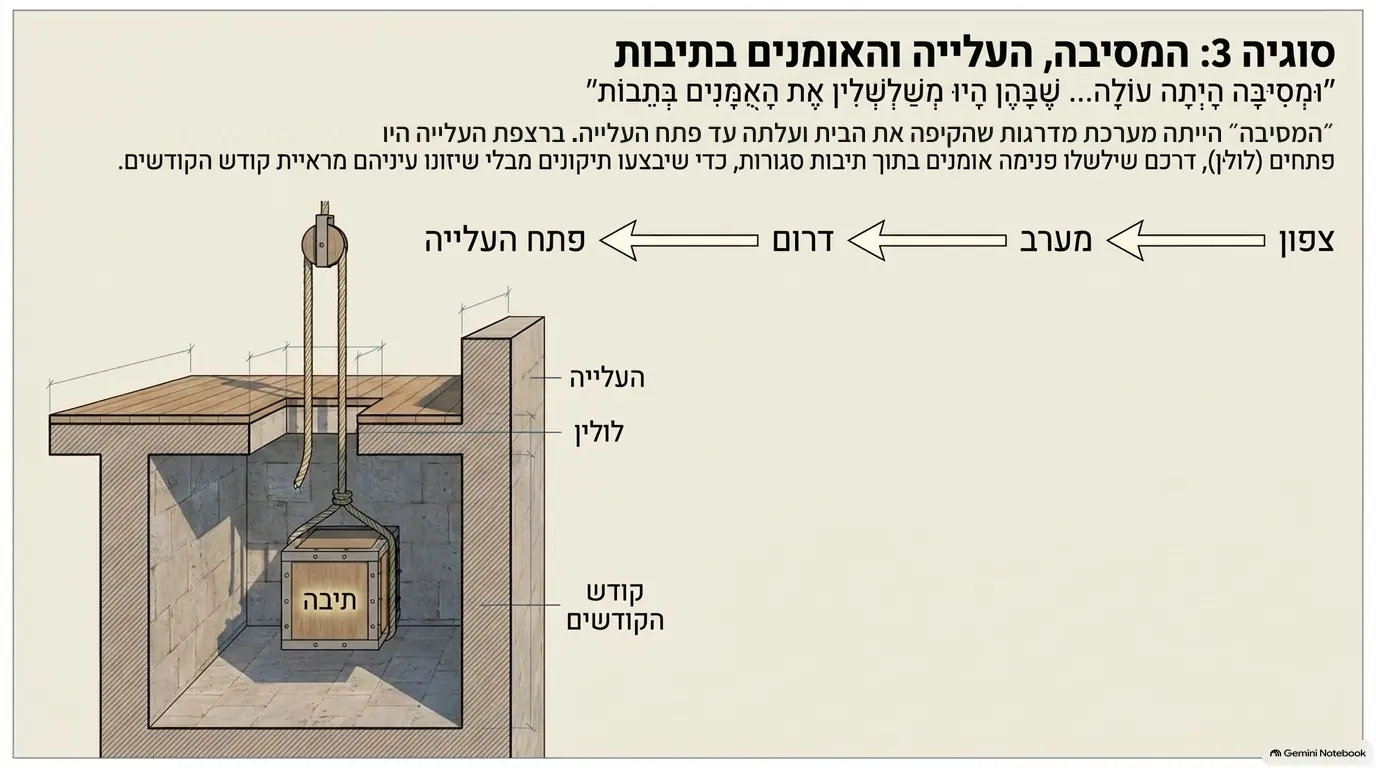 סוגיה 3: המסיבה, העלייה והאומנים בתיבות
"וּמְסִיבָּה הָיְתָה עוֹלָה... שֶׁבָּהֶן הָיוּ מְשַׁלְשְׁלִין אֶת הָאֻמָּנִים בְּתֵבוֹת"
"המסיבה" הייתה מערכת מדרגות שהקיפה את הבית ועלתה עד פתח העלייה. ברצפת העלייה היו
פתחים (לולין), דרכם שילשלו פנימה אומנים בתוך תיבות סגורות, כדי שיבצעו תיקונים מבלי שיזונו עיניהם מראיית קודש הקודשים.
צפון מערב דרום פתח העלייה
העלייה
לולין
תיבה
קודש
הקודשים
Gemini Notebook